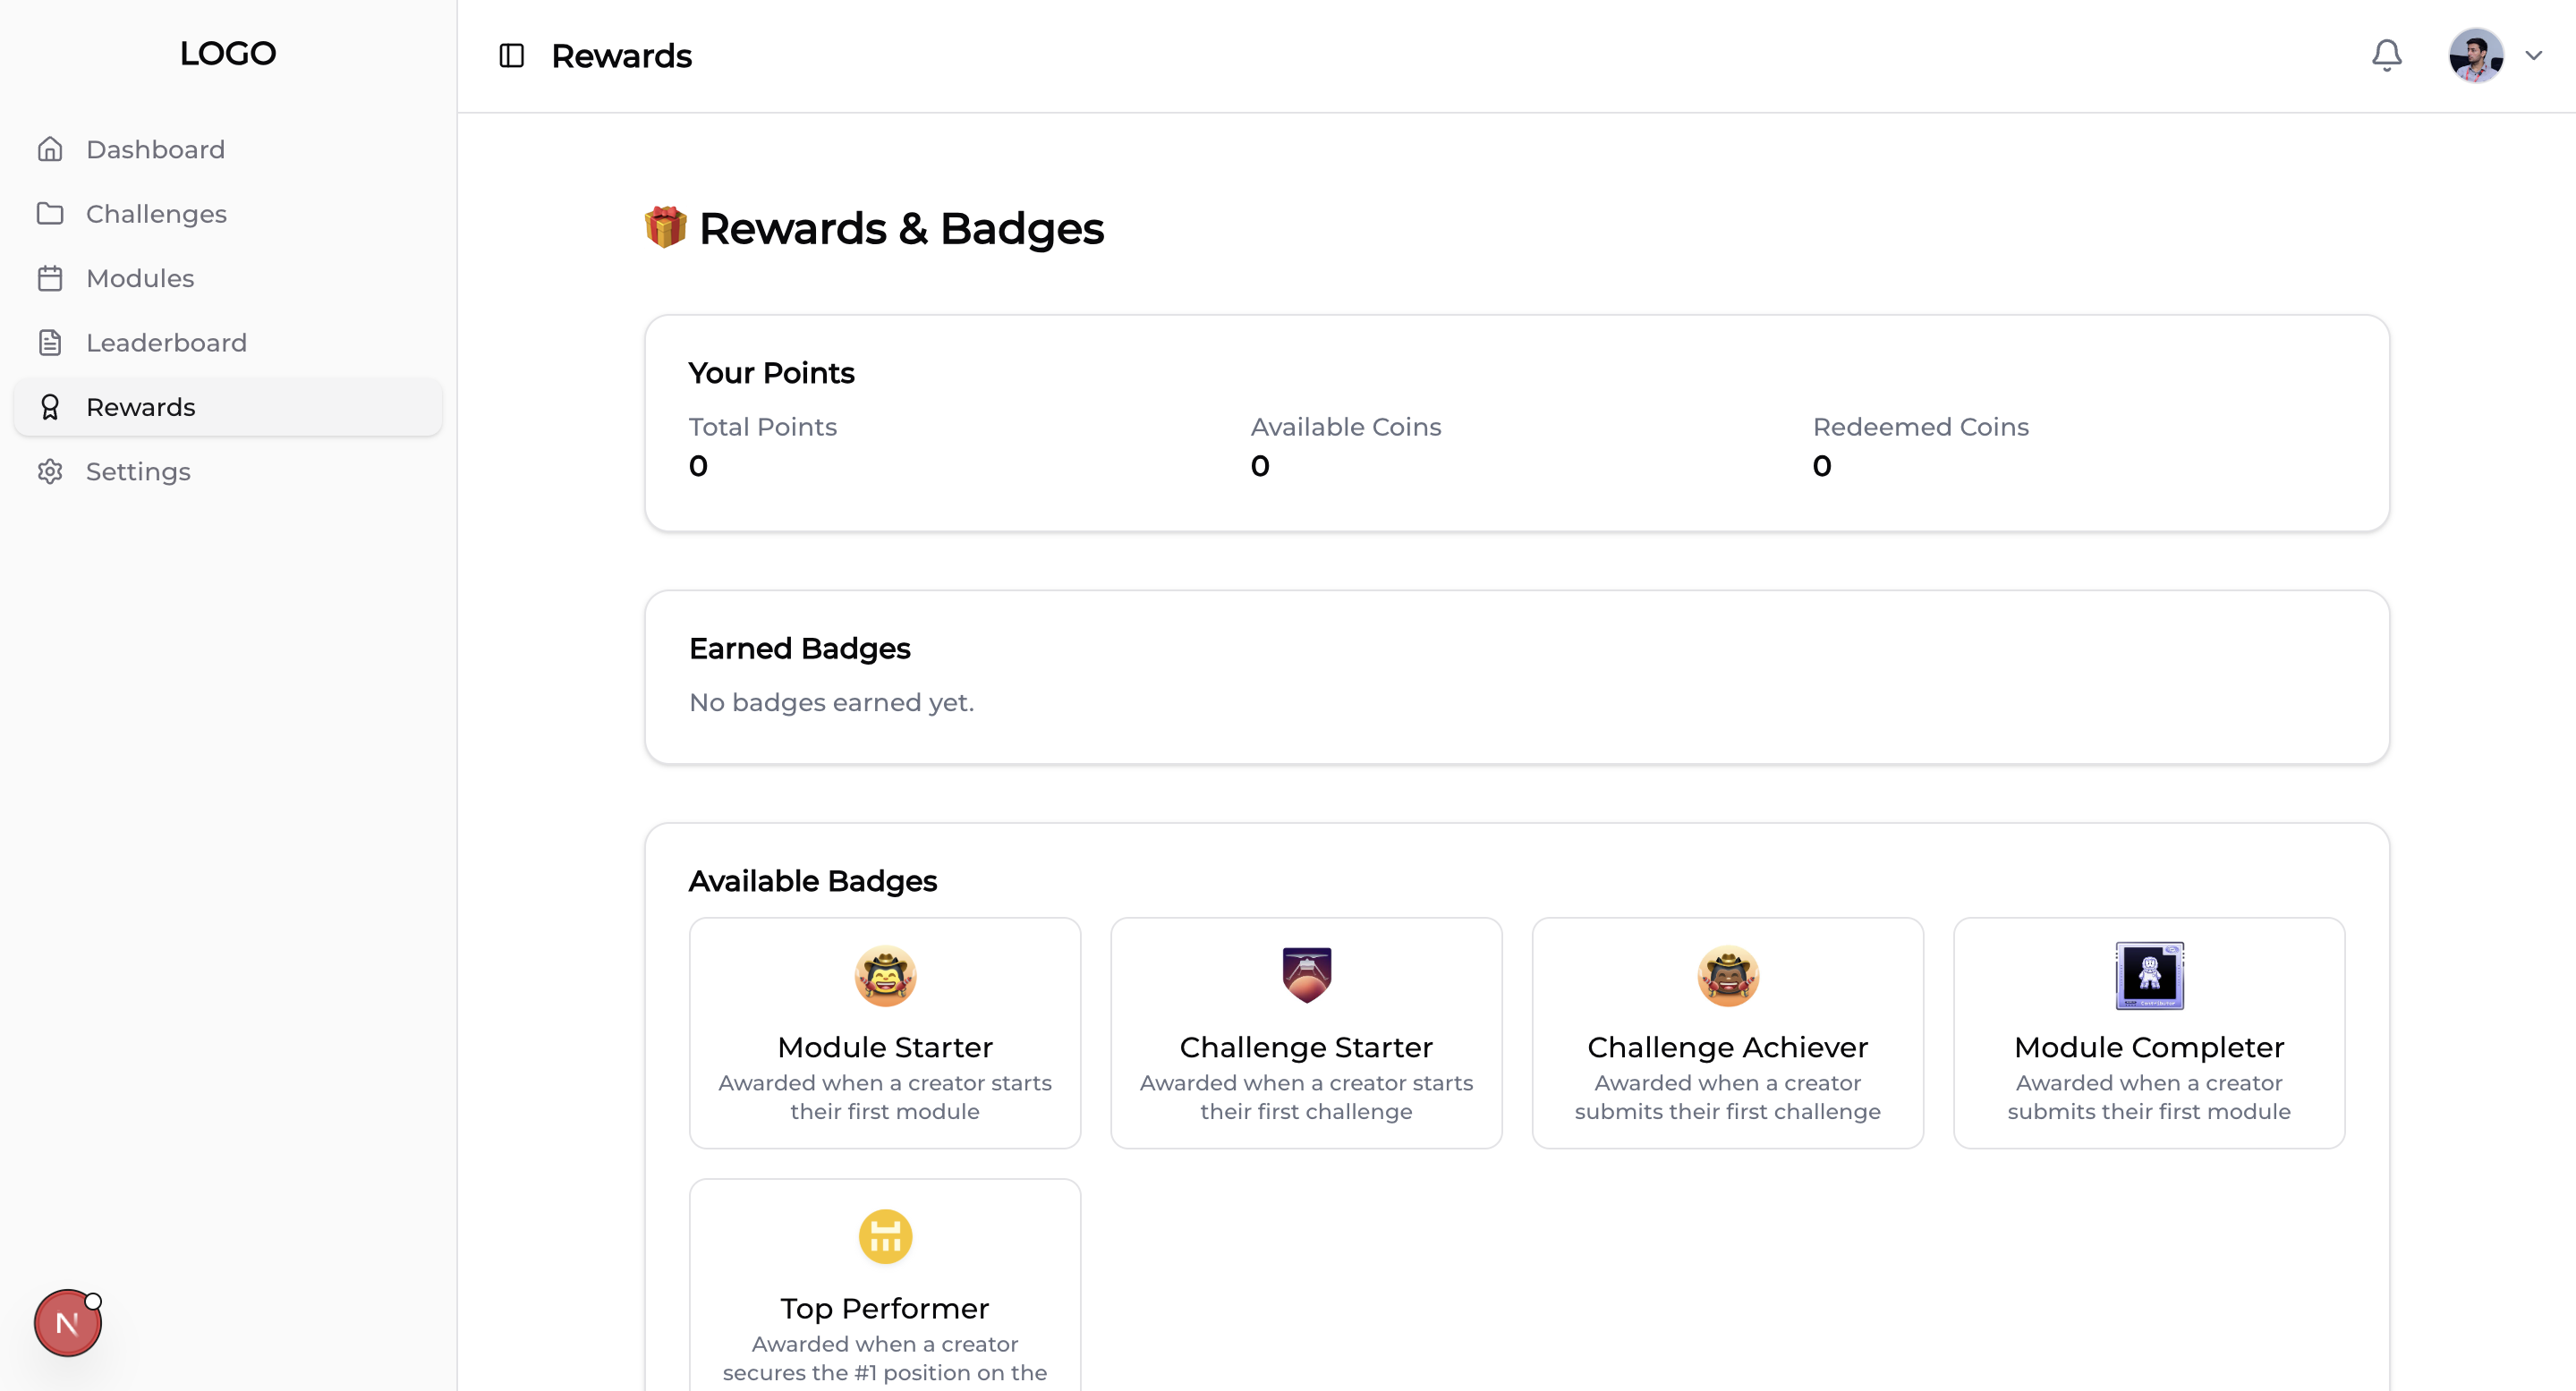 LOGO
Dashboard
Challenges
Modules
Leaderboard
Rewards
Settings
N
Rewards
🎁 Rewards & Badges
Your Points
Total Points
0
Available Coins
0
Redeemed Coins
0
Earned Badges
No badges earned yet.
Available Badges
Module Starter
Awarded when a creator starts
their first module
Challenge Starter
Awarded when a creator starts
their first challenge
Challenge Achiever
Awarded when a creator
submits their first challenge
Module Completer
Awarded when a creator
submits their first module
Top Performer
Awarded when a creator
secures the #1 position on the